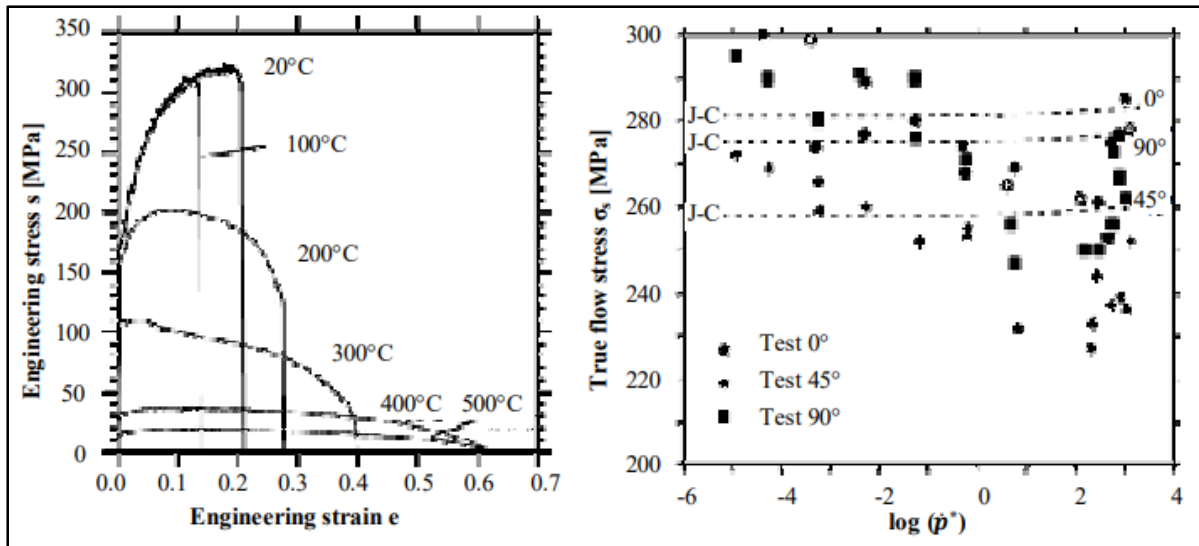 Engineering stress s [MPa]
350
300
250
200
150
100
50
0
20°C
100°C
200°C
300°C
400°C
500°C
0.0 0.1 0.2 0.3 0.4 0.5 0.6 0.7
Engineering strain e
True flow stress σs [MPa]
300
280
260
240
220
200
J-C
J-C
J-C
0°
90°
45°
Test 0°
Test 45°
Test 90°
-6 -4 -2 0 2 4
log (ṗ*)